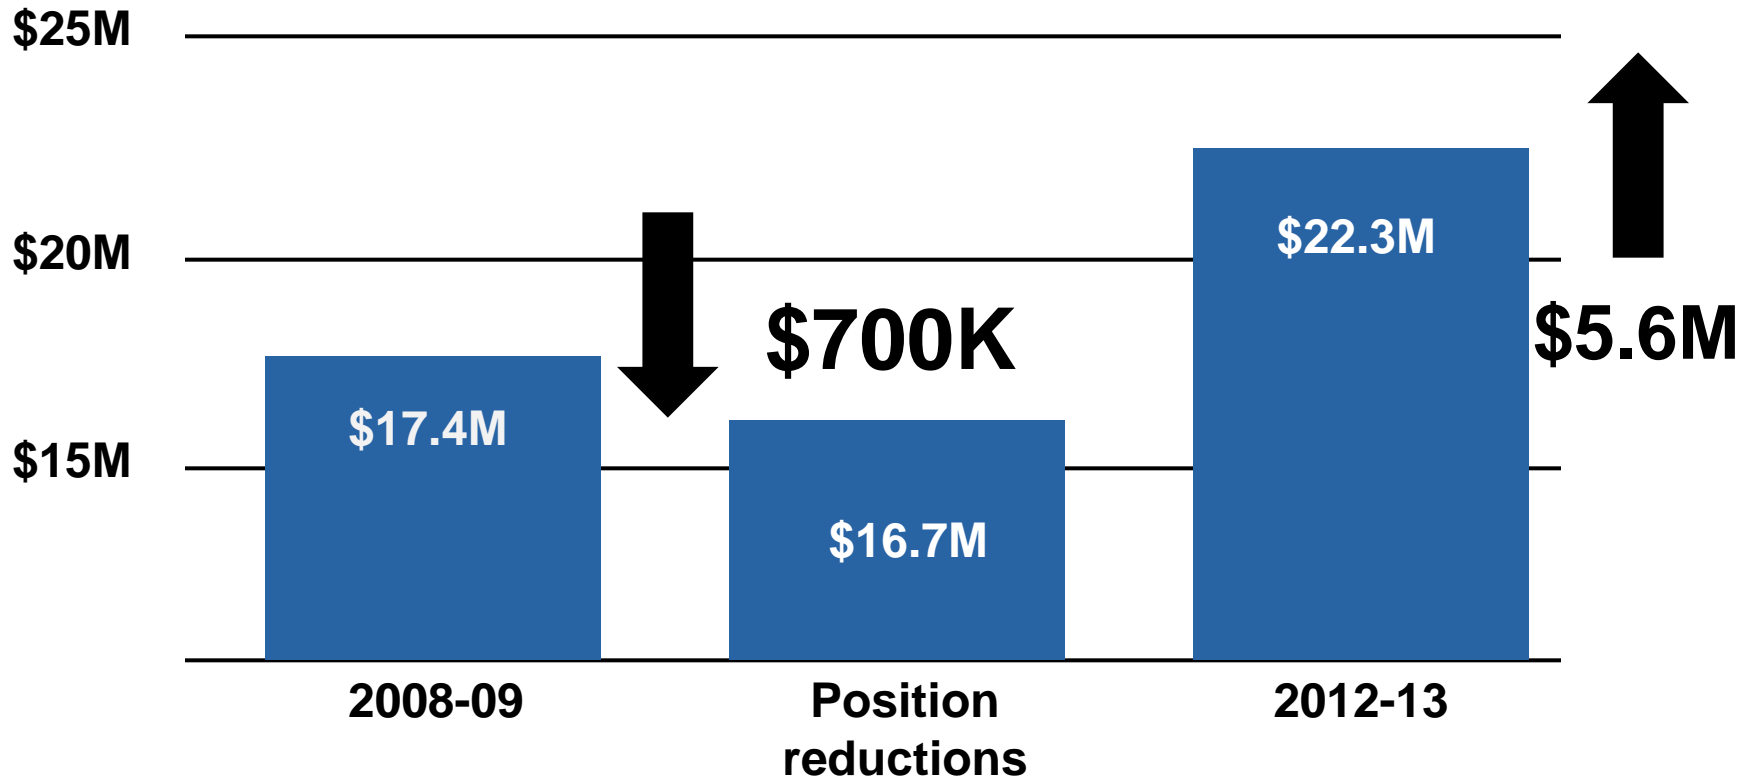 $25M
$20M
$15M
$17.4M
$700K
$16.7M
$22.3M
$5.6M
2008-09
Position
reductions
2012-13